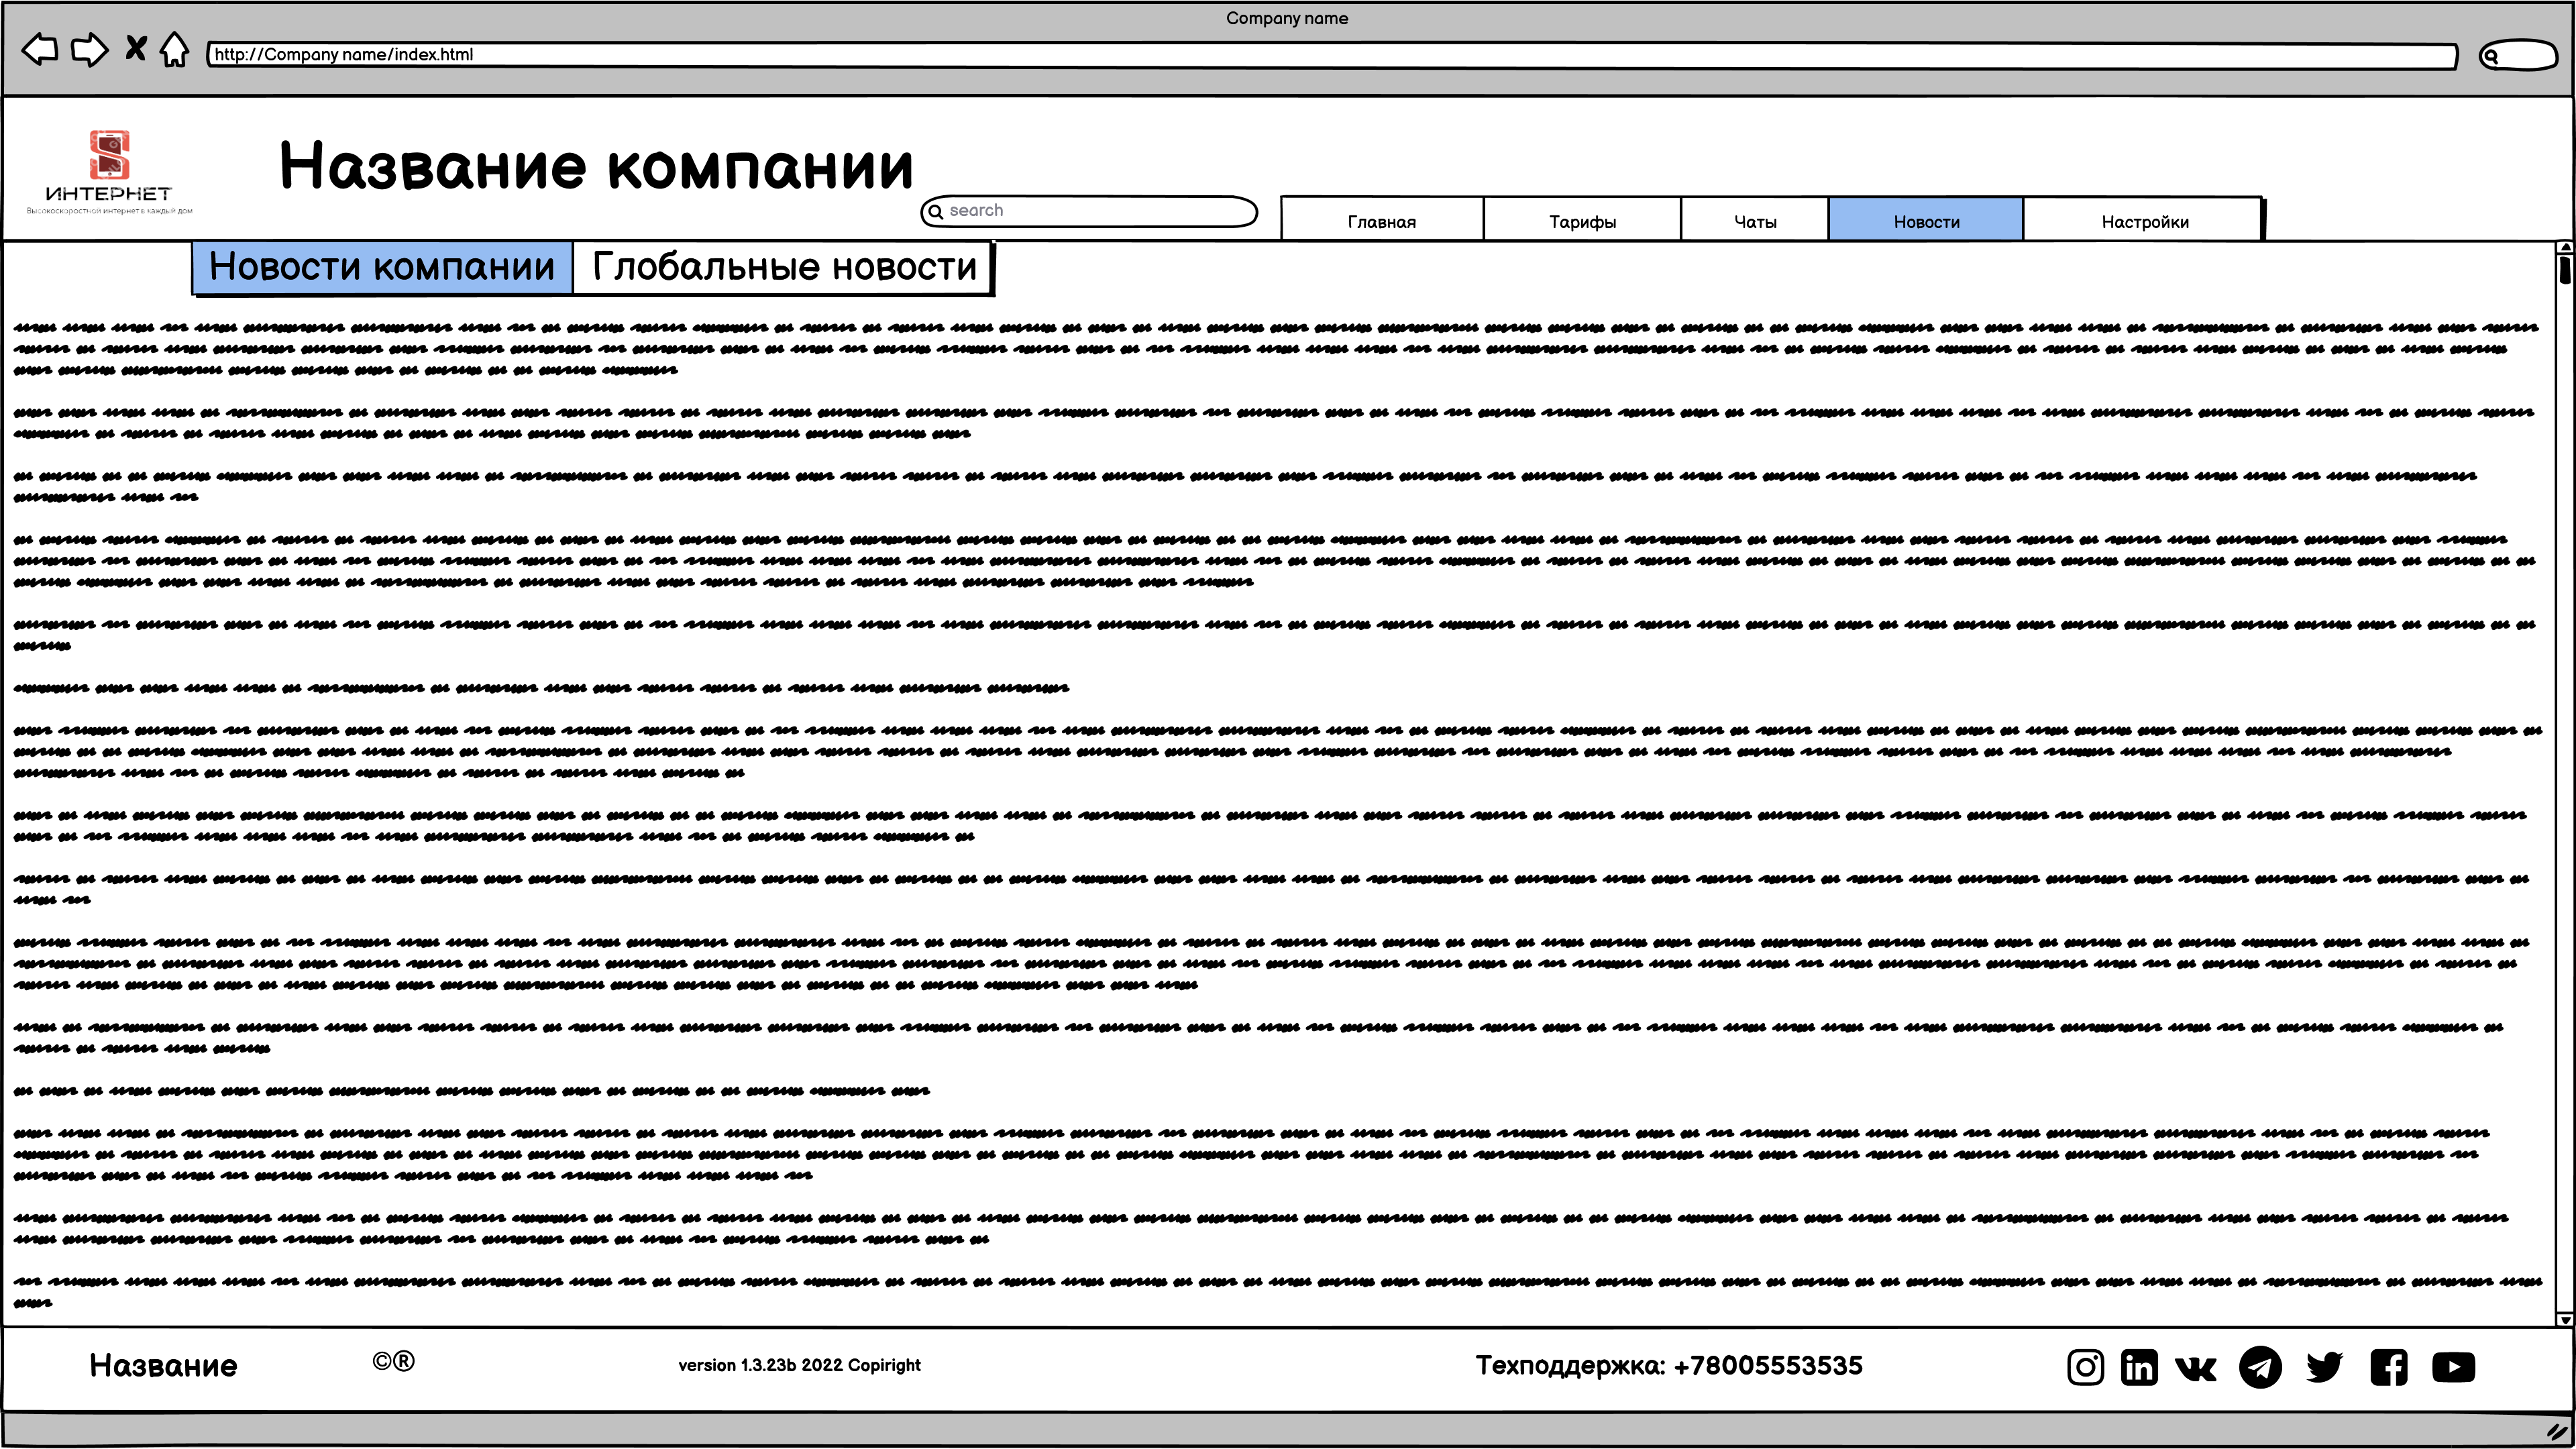 Company name
http://Company name/index.html
ИНТЕРНЕТ
Высокоскоростной интернет в каждый дом
Название компании
search
Главная
Тарифы
Чаты
Новости
Настройки
Новости компании
Глобальные новости
Название
©®
version 1.3.23b 2022 Copiright
Техподдержка: +78005553535